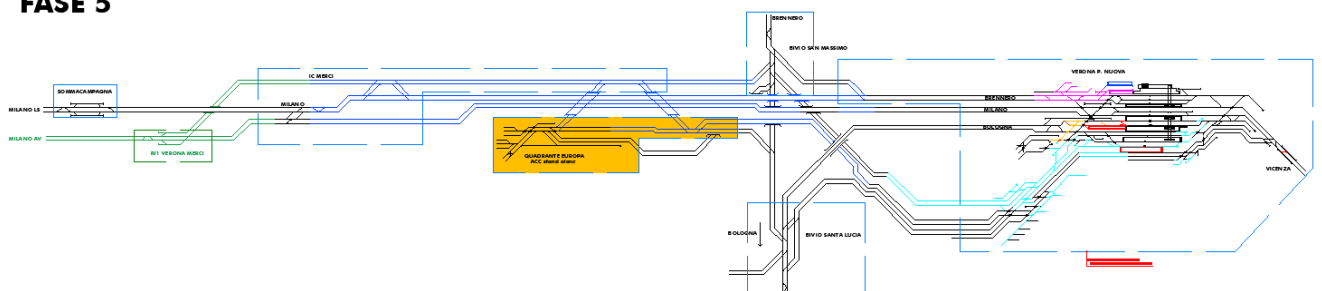 FASE 5
BRENNERO
BIVIO SAN MASSIMO
VERONA P. NUOVA
IC MERCI
SOMMACAMPAGNA
BRENNERO
MILANO LS
MILANO
MILANO
BOLOGNA
MILANO AV
P/1 VERONA MERCI
QUADRANTE EUROPA
ACC stand alone
VICENZA
BOLOGNA
BIVIO SANTA LUCIA